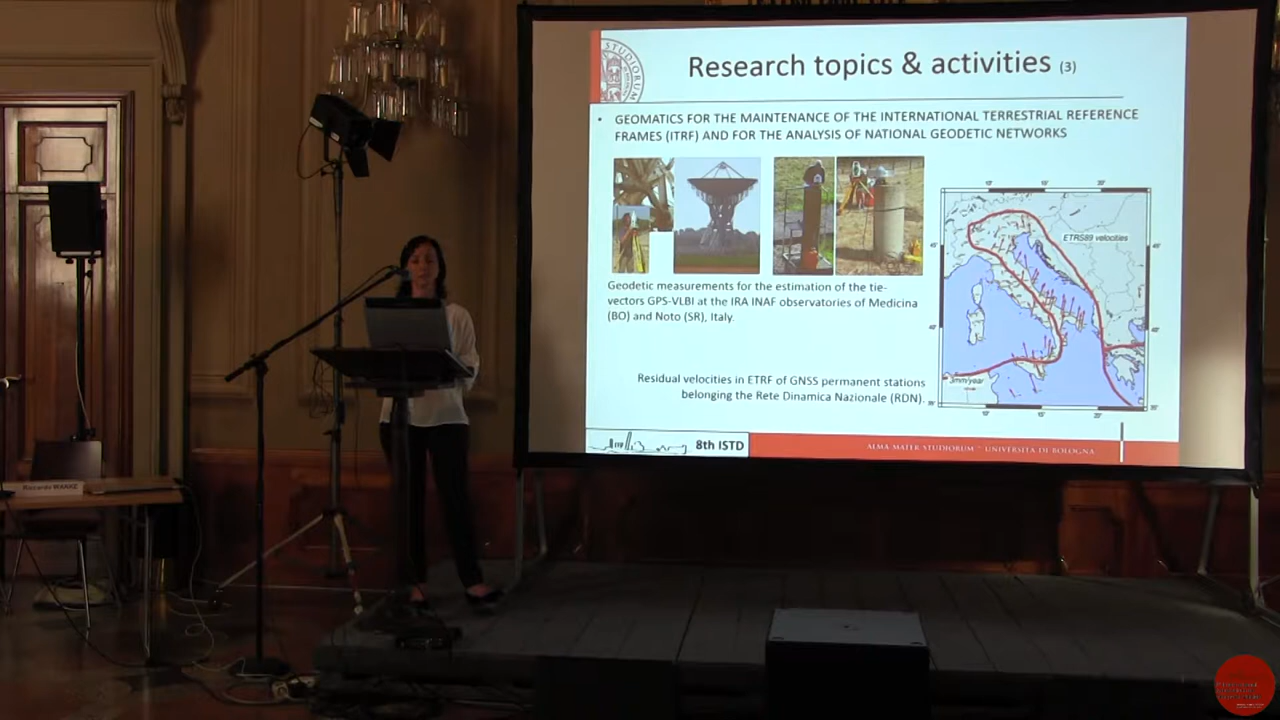 Research topics & activities (3)
• GEOMATICS FOR THE MAINTENANCE OF THE INTERNATIONAL TERRESTRIAL REFERENCE
FRAMES (ITRF) AND FOR THE ANALYSIS OF NATIONAL GEODETIC NETWORKS
ETRS89 velocities
Geodetic measurements for the estimation of the tie-
vectors GPS-VLBI at the IRA INAF observatories of Medicina
(BO) and Noto (SR), Italy.
3mm/year
Residual velocities in ETRF of GNSS permanent stations
belonging the Rete Dinamica Nazionale (RDN).
8th ISTD
ALMA MATER STUDIORUM ~ UNIVERSITÀ DI BOLOGNA